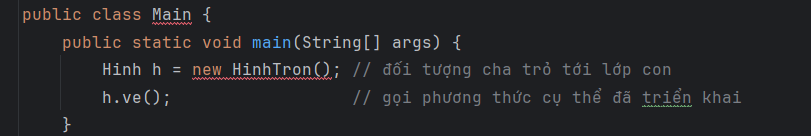 public class Main {
public static void main(String[] args) {
Hinh h = new HinhTron(); // đối tượng cha trỏ tới lớp con
h.ve(); // gọi phương thức cụ thể đã triển khai
}